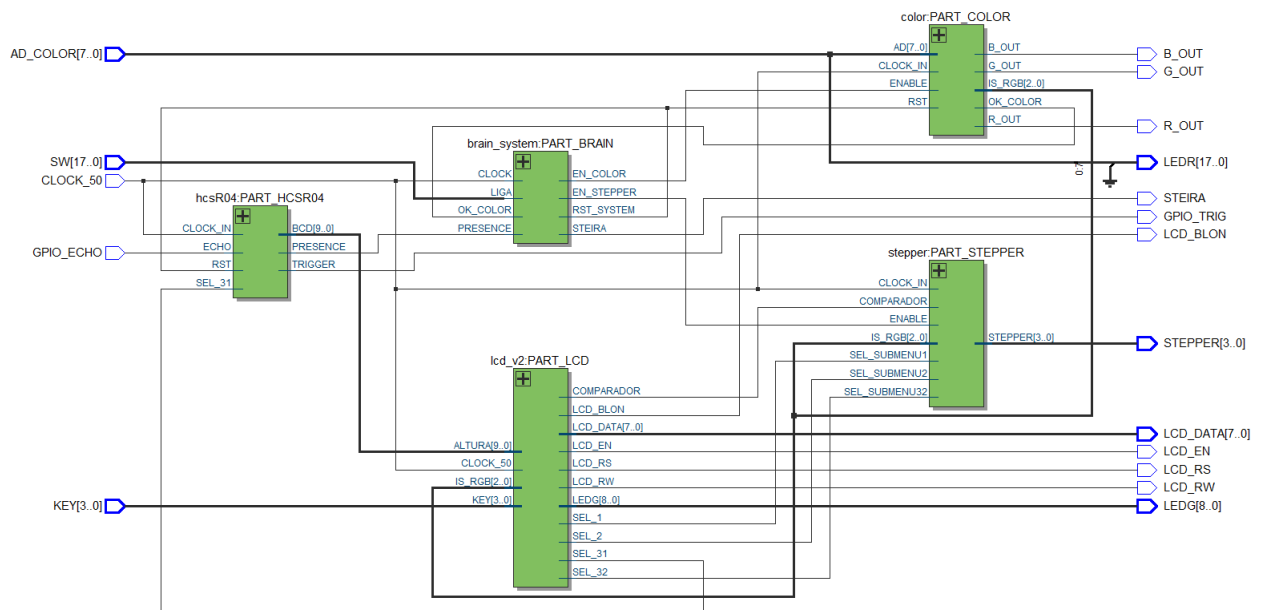 color:PART_COLOR
AD_COLOR[7..0]
AD[7..0]
CLOCK_IN
ENABLE
RST
B_OUT
G_OUT
IS_RGB[2..0]
OK_COLOR
R_OUT
B_OUT
G_OUT
R_OUT
0:7
LEDR[17..0]
SW[17..0]
CLOCK_50
brain_system:PART_BRAIN
CLOCK
LIGA
OK_COLOR
PRESENCE
EN_COLOR
EN_STEPPER
RST_SYSTEM
STEIRA
STEIRA
GPIO_TRIG
LCD_BLON
hcsR04:PART_HCSR04
GPIO_ECHO
CLOCK_IN
ECHO
RST
SEL_31
BCD[9..0]
PRESENCE
TRIGGER
stepper:PART_STEPPER
CLOCK_IN
COMPARADOR
ENABLE
IS_RGB[2..0]
SEL_SUBMENU1
SEL_SUBMENU2
SEL_SUBMENU32
STEPPER[3..0]
STEPPER[3..0]
lcd_v2:PART_LCD
KEY[3..0]
ALTURA[9..0]
CLOCK_50
IS_RGB[2..0]
KEY[3..0]
COMPARADOR
LCD_BLON
LCD_DATA[7..0]
LCD_EN
LCD_RS
LCD_RW
LEDG[8..0]
SEL_1
SEL_2
SEL_31
SEL_32
LCD_DATA[7..0]
LCD_EN
LCD_RS
LCD_RW
LEDG[8..0]